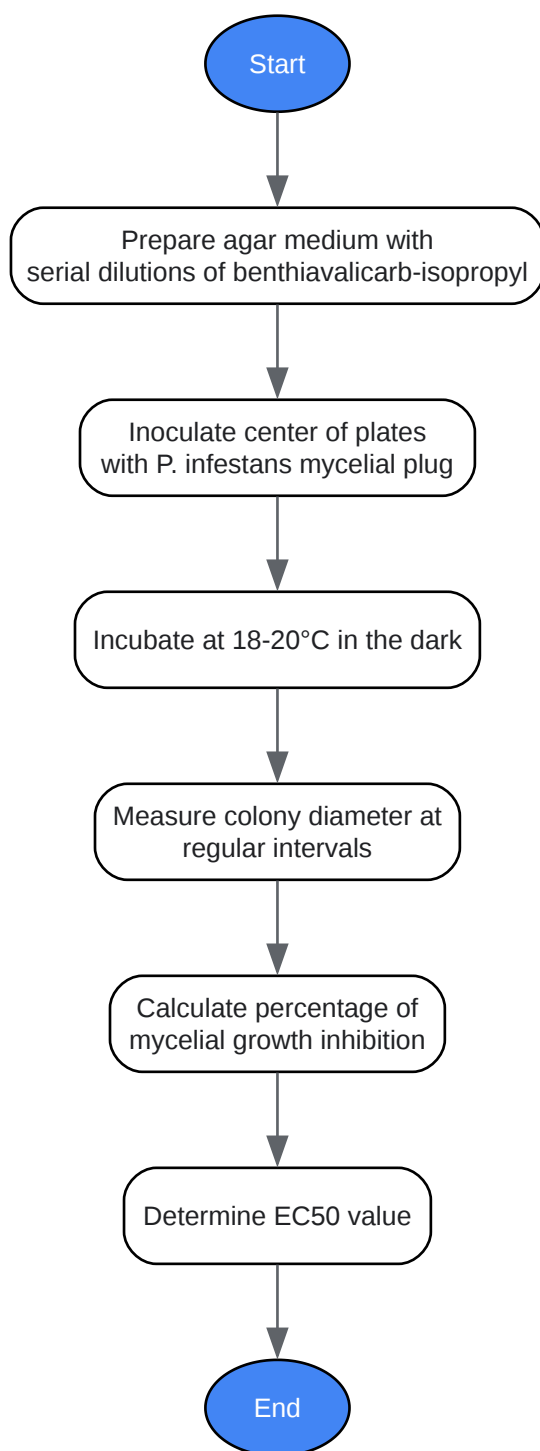 Start
Prepare agar medium with
serial dilutions of benthiavalicarb-isopropyl
Inoculate center of plates
with P. infestans mycelial plug
Incubate at 18-20°C in the dark
Measure colony diameter at
regular intervals
Calculate percentage of
mycelial growth inhibition
Determine EC50 value
End